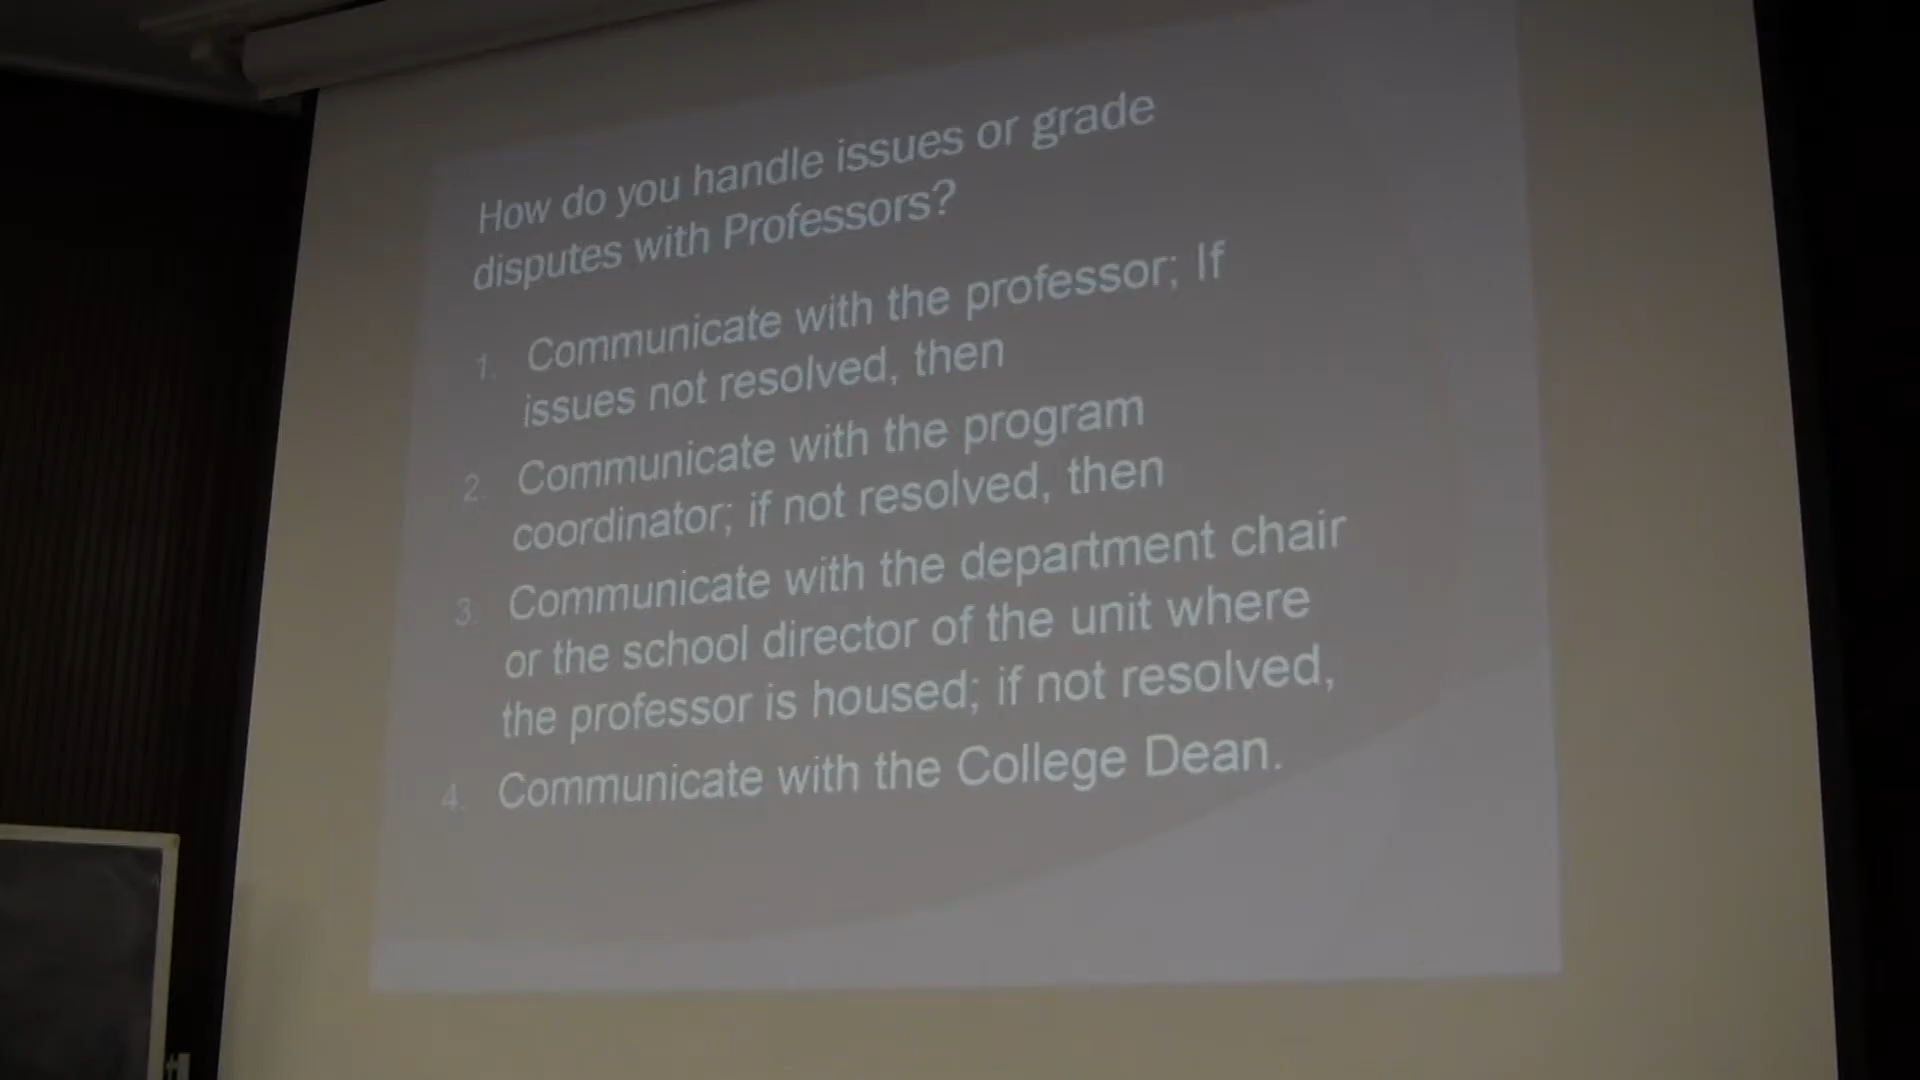 How do you handle issues or grade
disputes with Professors?
1. Communicate with the professor; If
issues not resolved, then
2. Communicate with the program
coordinator; if not resolved, then
3. Communicate with the department chair
or the school director of the unit where
the professor is housed; if not resolved,
4. Communicate with the College Dean.